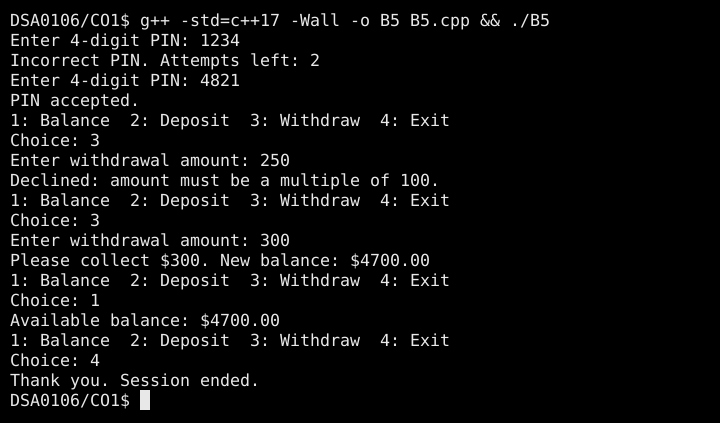 DSA0106/CO1$ g++ -std=c++17 -Wall -o B5 B5.cpp && ./B5
Enter 4-digit PIN: 1234
Incorrect PIN. Attempts left: 2
Enter 4-digit PIN: 4821
PIN accepted.
1: Balance  2: Deposit  3: Withdraw  4: Exit
Choice: 3
Enter withdrawal amount: 250
Declined: amount must be a multiple of 100.
1: Balance  2: Deposit  3: Withdraw  4: Exit
Choice: 3
Enter withdrawal amount: 300
Please collect $300. New balance: $4700.00
1: Balance  2: Deposit  3: Withdraw  4: Exit
Choice: 1
Available balance: $4700.00
1: Balance  2: Deposit  3: Withdraw  4: Exit
Choice: 4
Thank you. Session ended.
DSA0106/CO1$